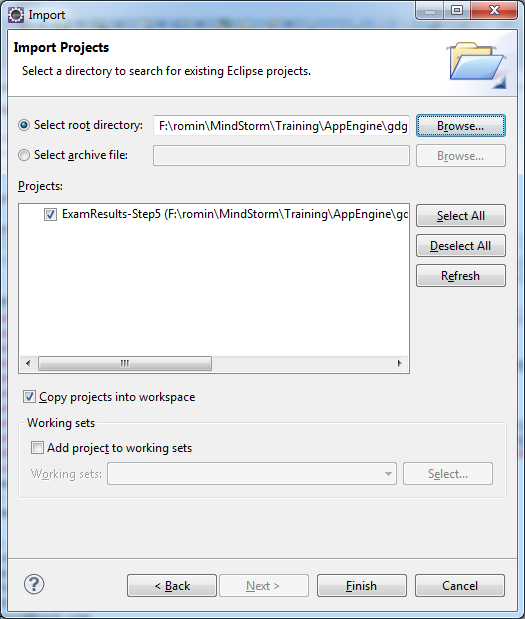 Import
Import Projects
Select a directory to search for existing Eclipse projects.
Select root directory: F:\romin\MindStorm\Training\AppEngine\gdg Browse...
Select archive file: Browse...
Projects:
ExamResults-Step5 (F:\romin\MindStorm\Training\AppEngine\gd Select All
Deselect All
Refresh
Copy projects into workspace
Working sets
Add project to working sets
Working sets: Select...
? < Back Next > Finish Cancel